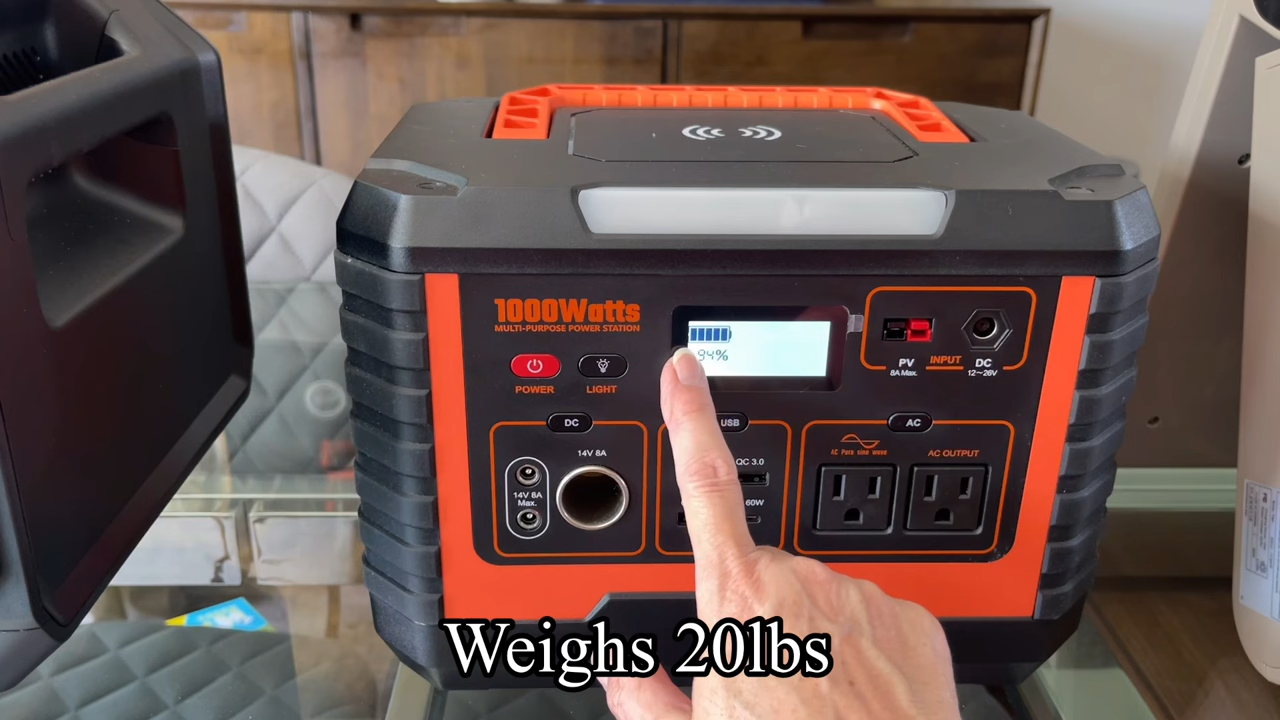 1000Watts
MULTI-PURPOSE POWER STATION
94%
POWER
LIGHT
PV
8A Max.
INPUT
DC
12~26V
DC
14V 8A
14V 8A
Max.
USB
QC 3.0
60W
AC
AC Pure sine wave
AC OUTPUT
Weighs 20lbs